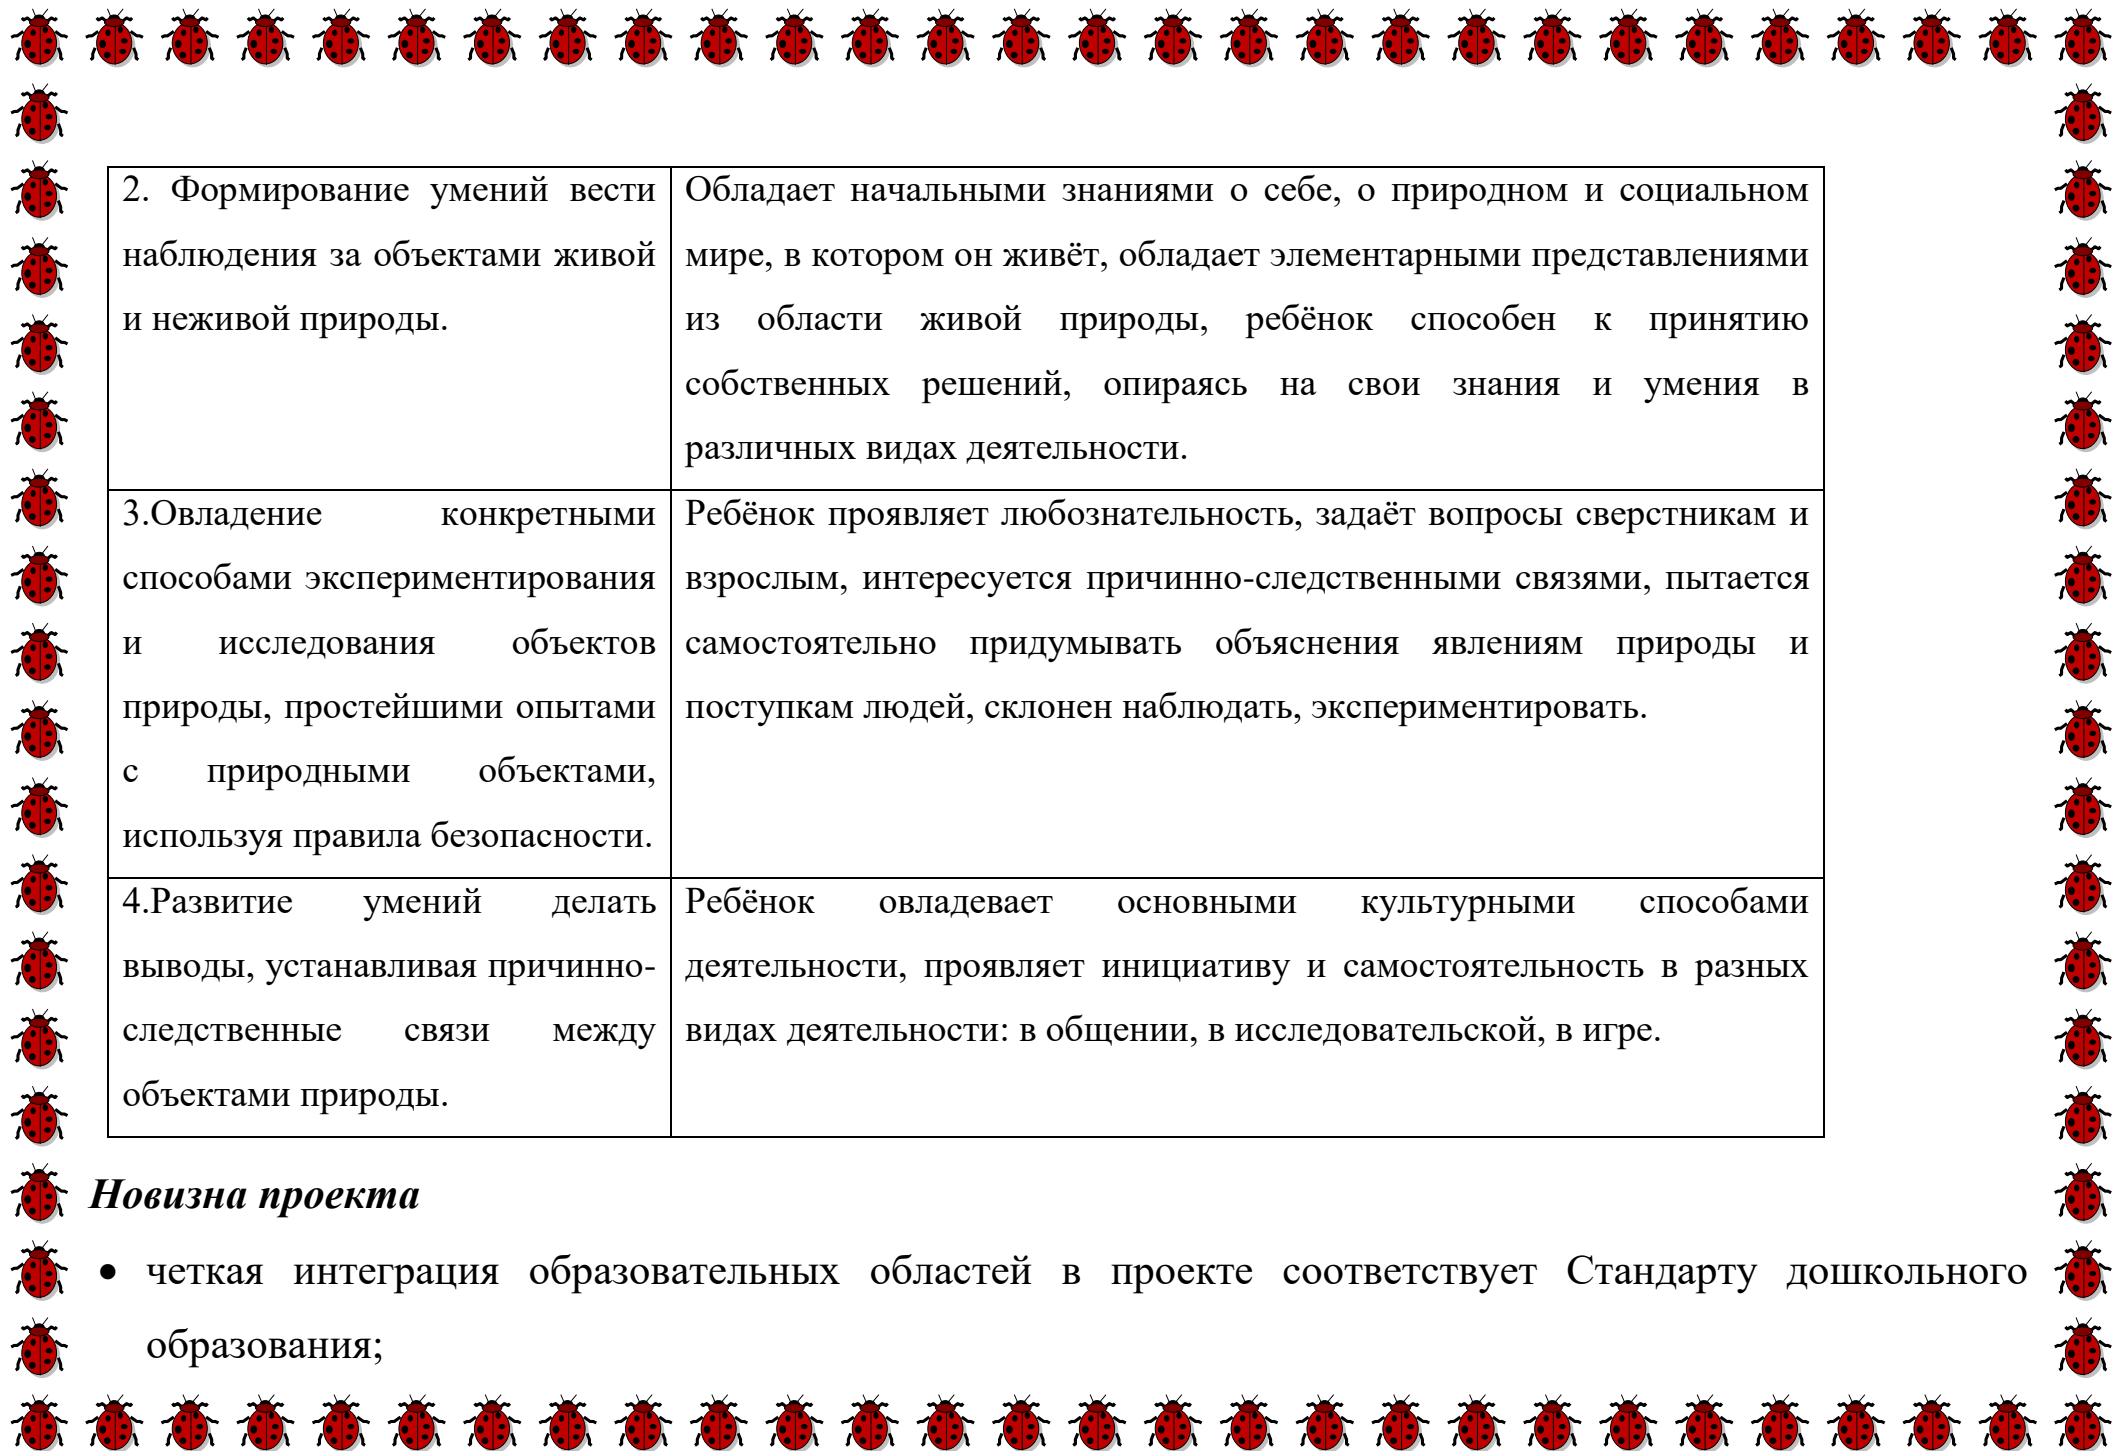 2. Формирование умений вести
наблюдения за объектами живой
и неживой природы.
Обладает начальными знаниями о себе, о природном и социальном
мире, в котором он живёт, обладает элементарными представлениями
из области живой природы, ребёнок способен к принятию
собственных решений, опираясь на свои знания и умения в
различных видах деятельности.
3.Овладение конкретными
способами экспериментирования
и исследования объектов
природы, простейшими опытами
с природными объектами,
используя правила безопасности.
Ребёнок проявляет любознательность, задаёт вопросы сверстникам и
взрослым, интересуется причинно-следственными связями, пытается
самостоятельно придумывать объяснения явлениям природы и
поступкам людей, склонен наблюдать, экспериментировать.
4.Развитие умений делать
выводы, устанавливая причинно-
следственные связи между
объектами природы.
Ребёнок овладевает основными культурными способами
деятельности, проявляет инициативу и самостоятельность в разных
видах деятельности: в общении, в исследовательской, в игре.
Новизна проекта
• четкая интеграция образовательных областей в проекте соответствует Стандарту дошкольного
образования;